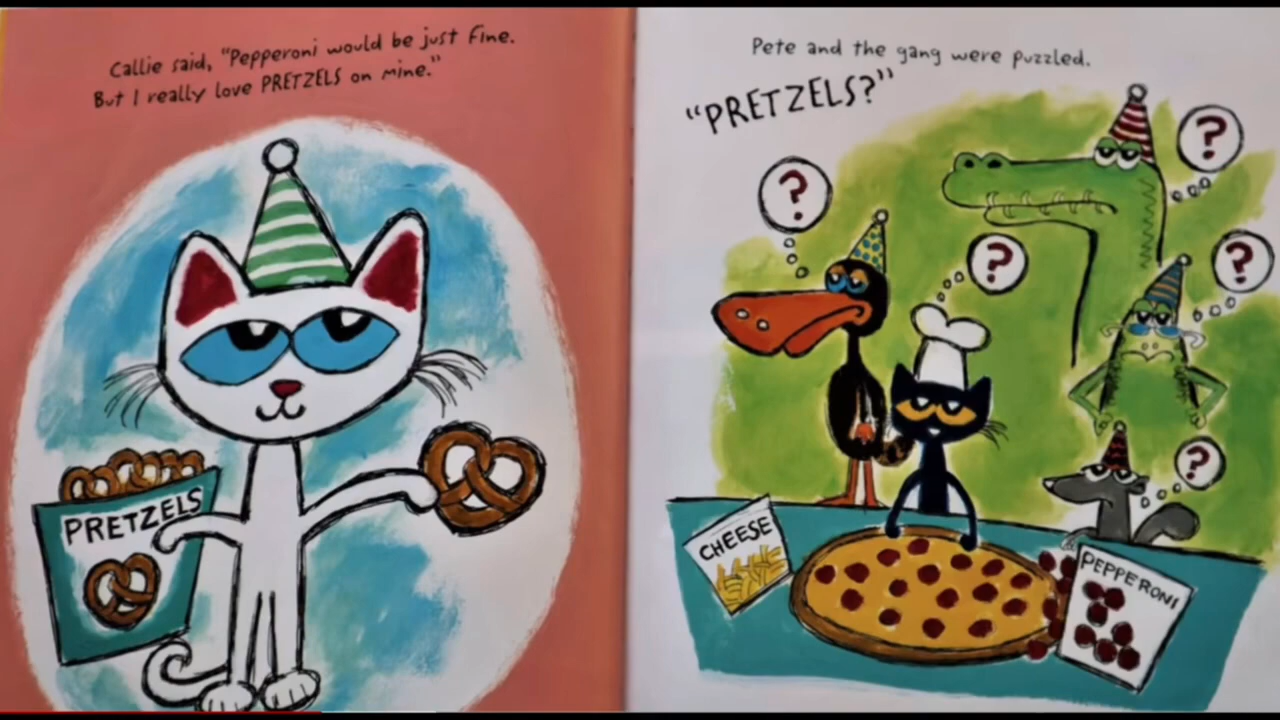 Callie said, "Pepperoni would be just fine.
But I really love PRETZELS on mine."
PRETZELS
Pete and the gang were puzzled.
"PRETZELS?"
?
?
?
?
?
CHEESE
PEPPERONI